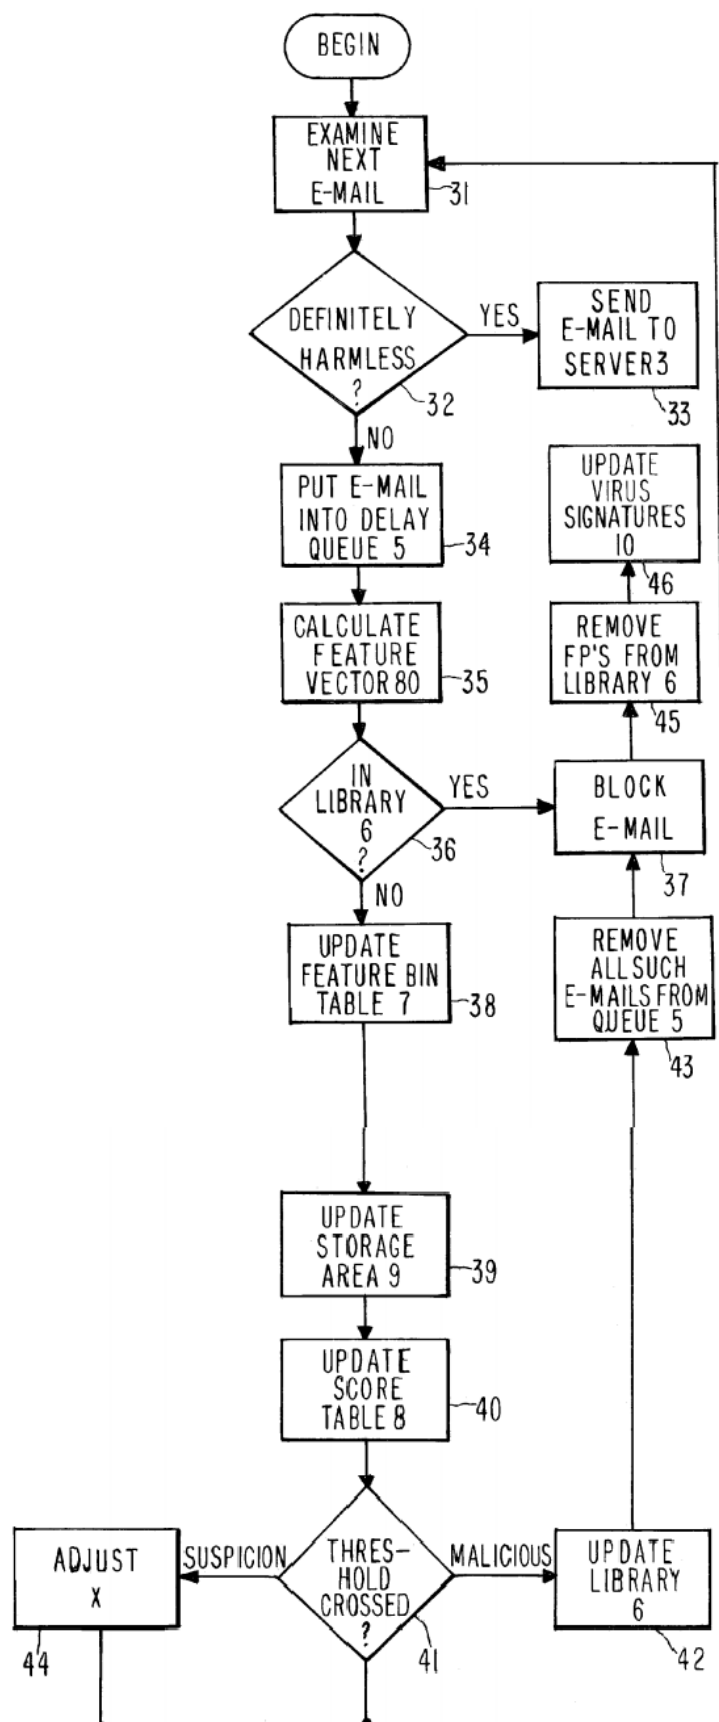 BEGIN
EXAMINE
NEXT
E-MAIL
31
DEFINITELY
HARMLESS
?
32
YES
SEND
E-MAIL TO
SERVER3
33
NO
PUT E-MAIL
INTO DELAY
QUEUE 5
34
UPDATE
VIRUS
SIGNATURES
10
46
CALCULATE
FEATURE
VECTOR80
35
REMOVE
FP'S FROM
LIBRARY 6
45
IN
LIBRARY
6
?
36
YES
BLOCK
E-MAIL
37
NO
UPDATE
FEATURE BIN
TABLE 7
38
REMOVE
ALL SUCH
E-MAILS FROM
QUEUE 5
43
UPDATE
STORAGE
AREA 9
39
UPDATE
SCORE
TABLE 8
40
ADJUST
X
44
SUSPICION
THRES-
HOLD
CROSSED
?
41
MALICIOUS
UPDATE
LIBRARY
6
42